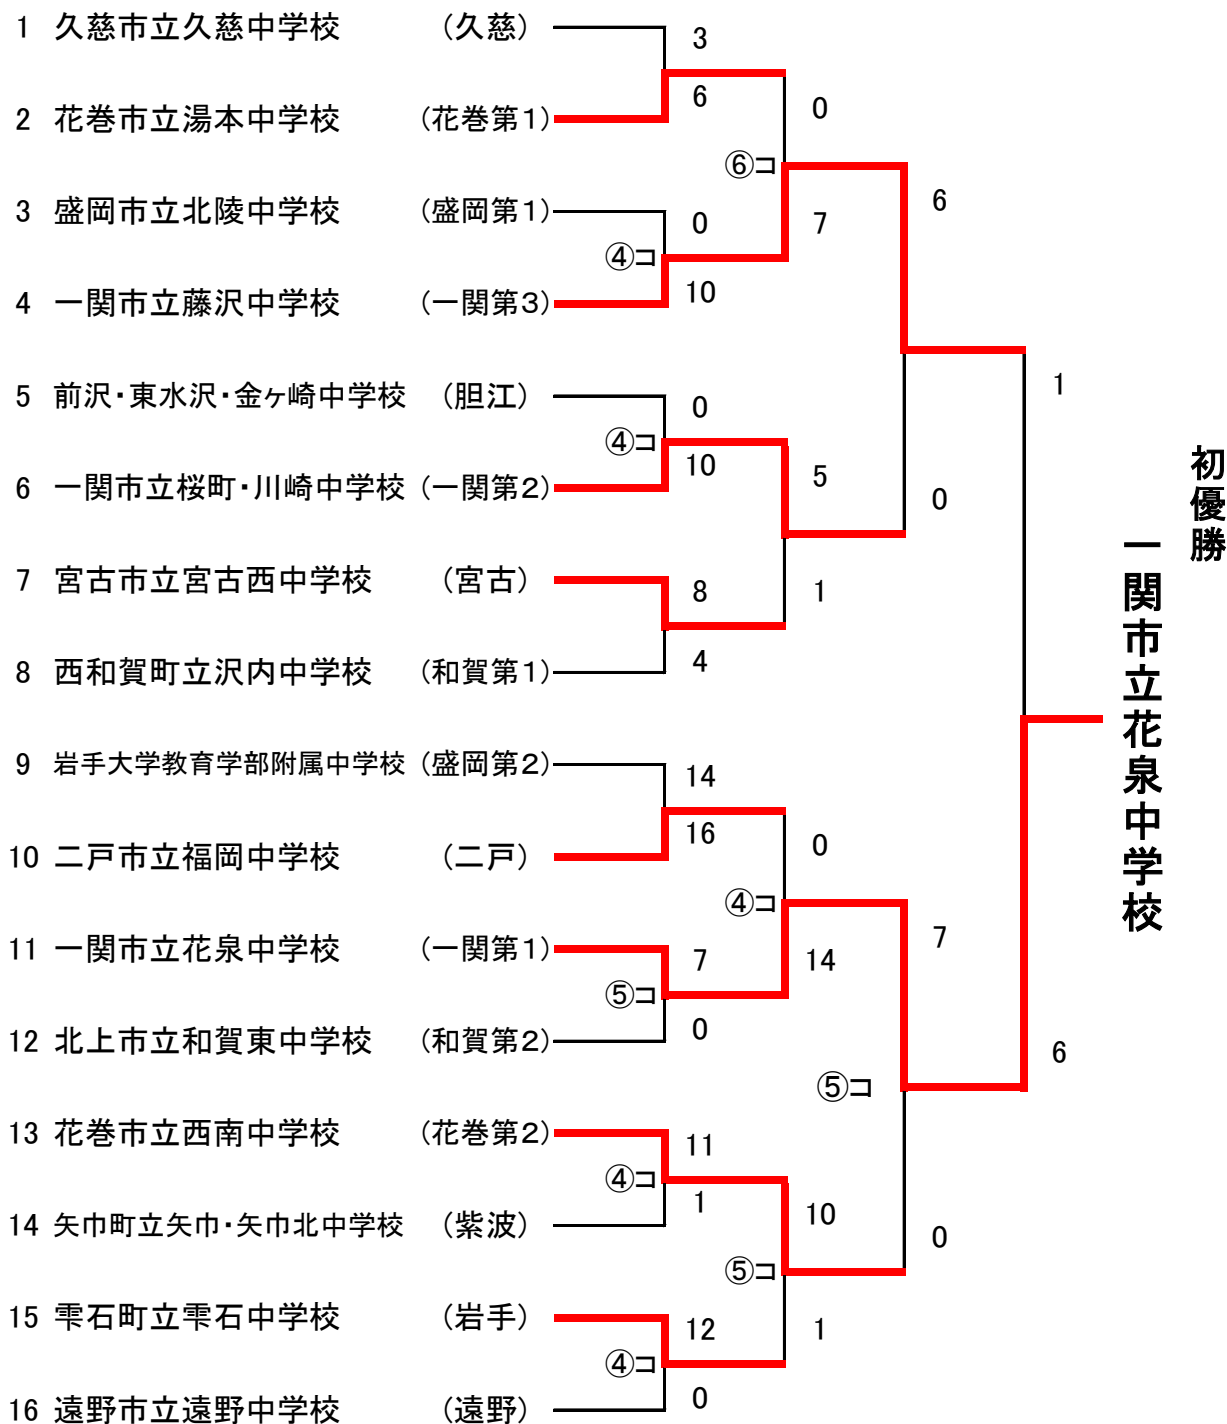 1 久慈市立久慈中学校 (久慈)
3
6
2 花巻市立湯本中学校 (花巻第1)
0
⑥コ
7
3 盛岡市立北陵中学校 (盛岡第1)
0
④コ
10
4 一関市立藤沢中学校 (一関第3)
6
1
5 前沢・東水沢・金ヶ崎中学校 (胆江)
0
④コ
10
6 一関市立桜町・川崎中学校 (一関第2)
5
0
1
7 宮古市立宮古西中学校 (宮古)
8
4
8 西和賀町立沢内中学校 (和賀第1)
初優勝
一関市立花泉中学校
9 岩手大学教育学部附属中学校 (盛岡第2)
14
16
10 二戸市立福岡中学校 (二戸)
0
④コ
14
11 一関市立花泉中学校 (一関第1)
7
⑤コ
0
12 北上市立和賀東中学校 (和賀第2)
7
⑤コ
0
6
13 花巻市立西南中学校 (花巻第2)
11
④コ
1
14 矢巾町立矢巾・矢巾北中学校 (紫波)
10
⑤コ
1
15 雫石町立雫石中学校 (岩手)
12
④コ
0
16 遠野市立遠野中学校 (遠野)